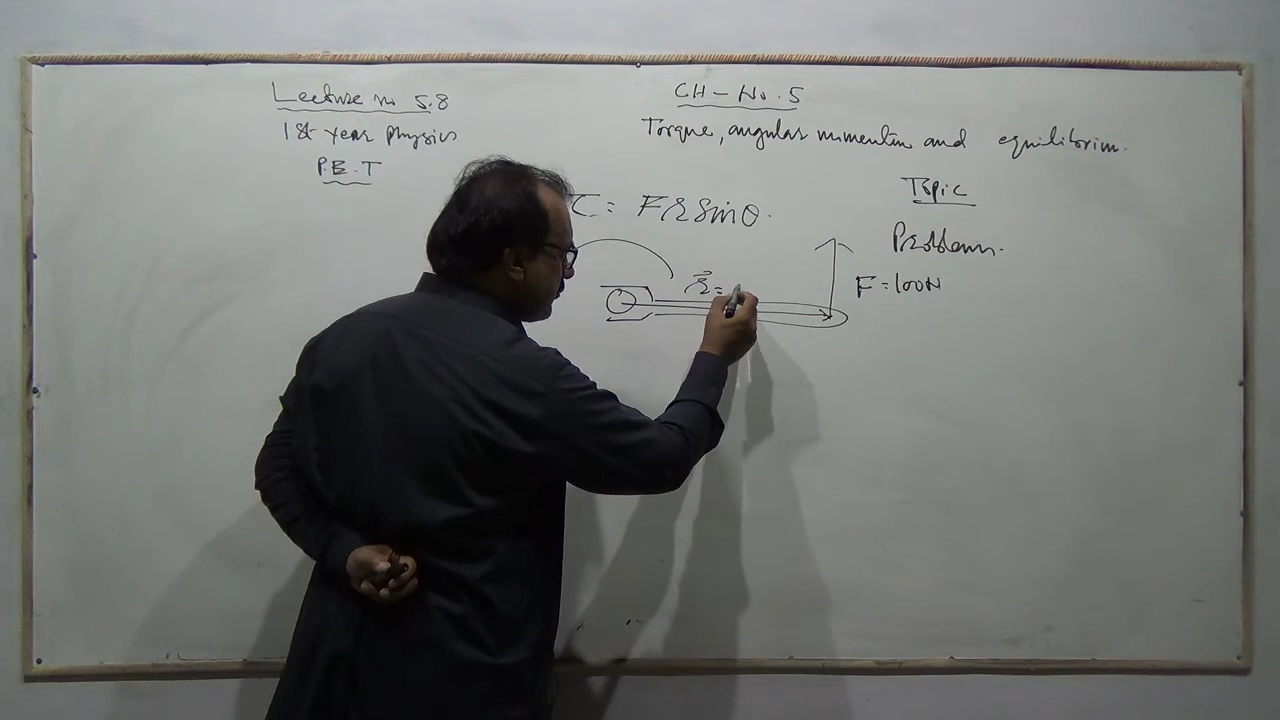 Lecture no 5.8
1st year Physics
P.B.T
CH - No. 5
Torque, angular momentum and equilibrium.
Topic
Problems.
τ = Fr Sinθ.
r⃗ =
F = 100N